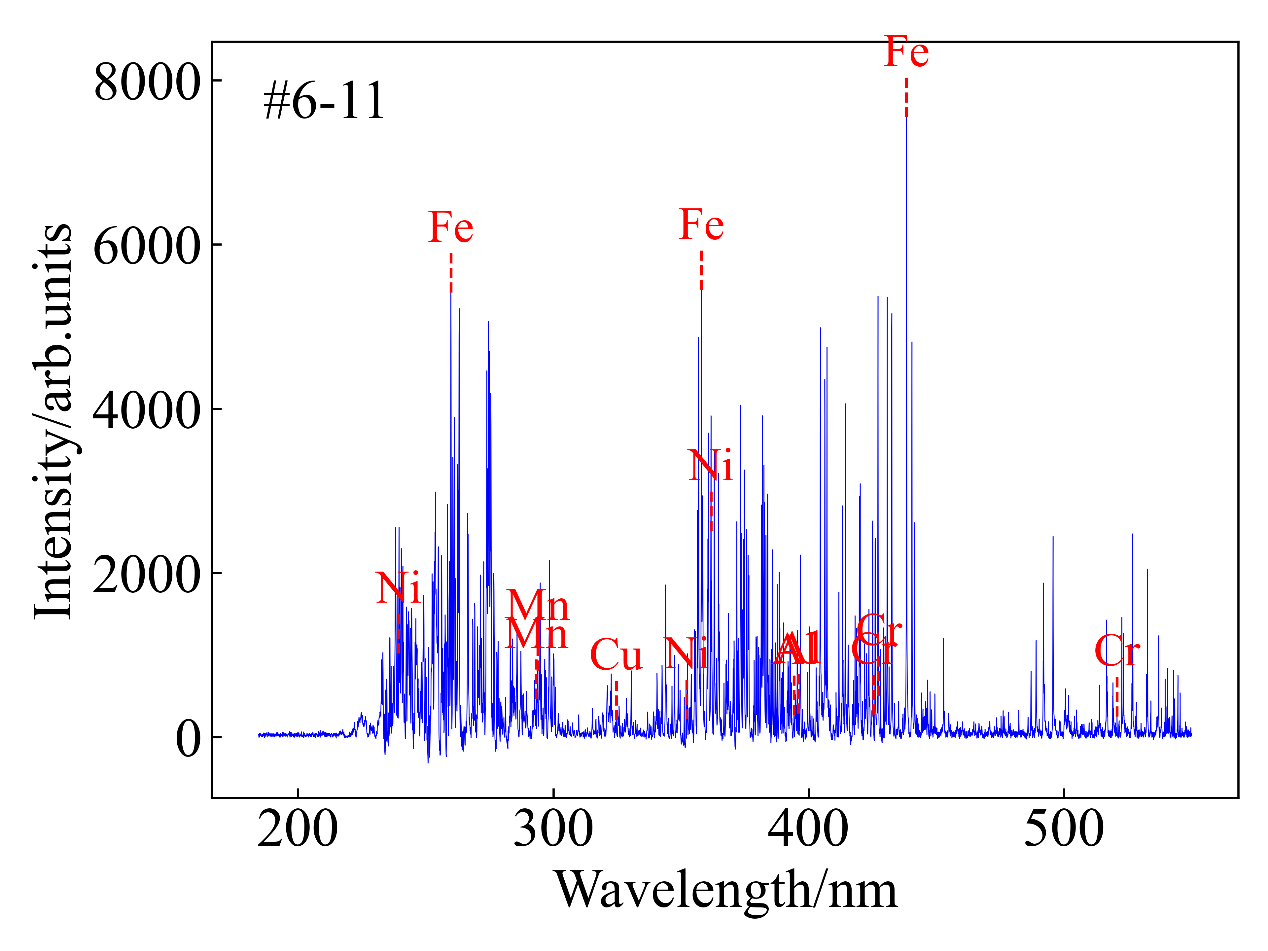 Fe
8000
#6-11
Fe
Fe
6000
Ni
4000
Ni
Mn
Mn
2000
Cu
Ni
Al
Al
Cr
Cr
Cr
0
200
300
400
500
Intensity/arb.units
Wavelength/nm